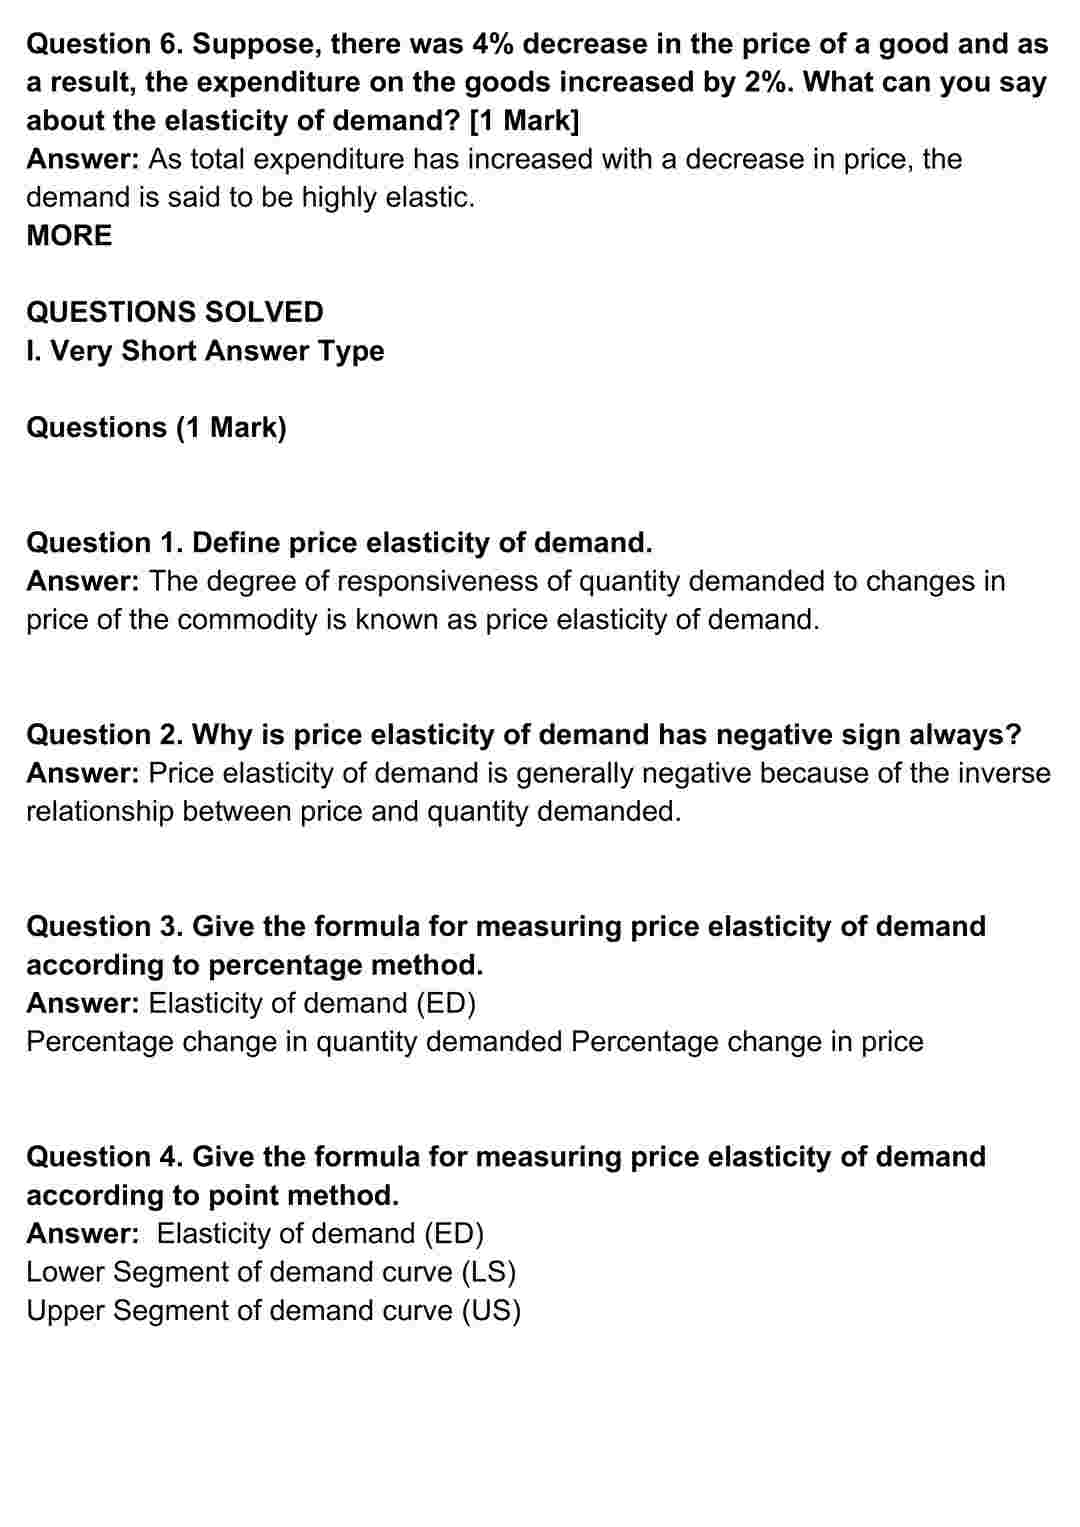 Question 6. Suppose, there was 4% decrease in the price of a good and as
a result, the expenditure on the goods increased by 2%. What can you say
about the elasticity of demand? [1 Mark]
Answer: As total expenditure has increased with a decrease in price, the
demand is said to be highly elastic.
MORE
QUESTIONS SOLVED
I. Very Short Answer Type
Questions (1 Mark)
Question 1. Define price elasticity of demand.
Answer: The degree of responsiveness of quantity demanded to changes in
price of the commodity is known as price elasticity of demand.
Question 2. Why is price elasticity of demand has negative sign always?
Answer: Price elasticity of demand is generally negative because of the inverse
relationship between price and quantity demanded.
Question 3. Give the formula for measuring price elasticity of demand
according to percentage method.
Answer: Elasticity of demand (ED)
Percentage change in quantity demanded Percentage change in price
Question 4. Give the formula for measuring price elasticity of demand
according to point method.
Answer:  Elasticity of demand (ED)
Lower Segment of demand curve (LS)
Upper Segment of demand curve (US)